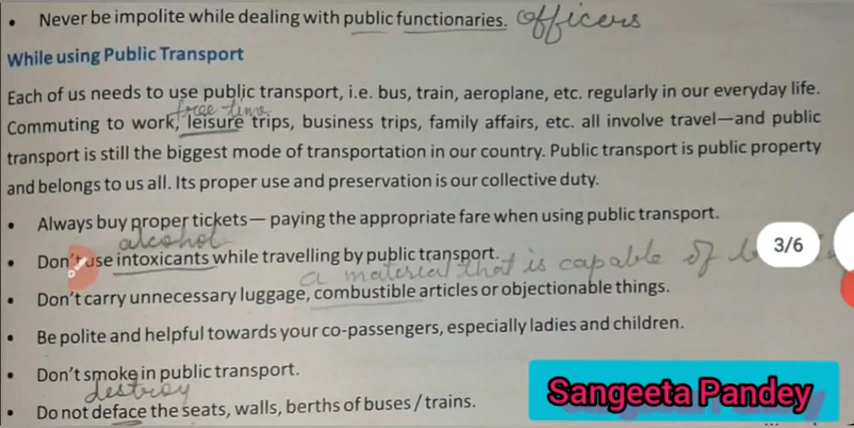 • Never be impolite while dealing with public functionaries. officers
While using Public Transport
Each of us needs to use public transport, i.e. bus, train, aeroplane, etc. regularly in our everyday life.
free time
Commuting to work, leisure trips, business trips, family affairs, etc. all involve travel—and public
transport is still the biggest mode of transportation in our country. Public transport is public property
and belongs to us all. Its proper use and preservation is our collective duty.
• Always buy proper tickets— paying the appropriate fare when using public transport.
alcohol
• Don't use intoxicants while travelling by public transport.
a material that is capable of
3/6
• Don't carry unnecessary luggage, combustible articles or objectionable things.
• Be polite and helpful towards your co-passengers, especially ladies and children.
• Don't smoke in public transport.
destroy
• Do not deface the seats, walls, berths of buses / trains.
Sangeeta Pandey